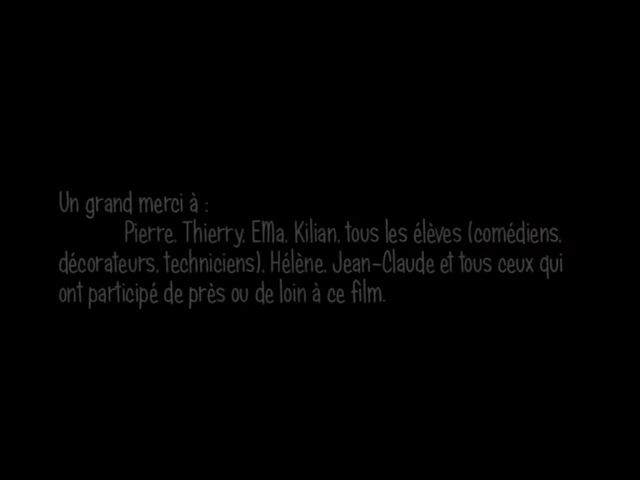 Un grand merci à :
Pierre, Thierry, EMa, Kilian, tous les élèves (comédiens,
décorateurs, techniciens), Hélène, Jean-Claude et tous ceux qui
ont participé de près ou de loin à ce film.